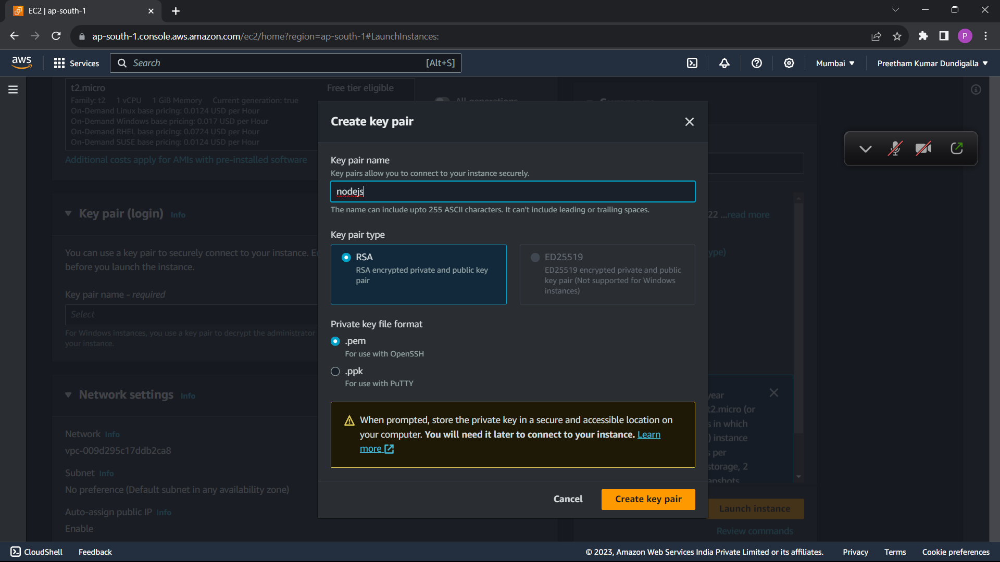 EC2 | ap-south-1
ap-south-1.console.aws.amazon.com/ec2/home?region=ap-south-1#LaunchInstances:
P
aws
Services
Search
[Alt+S]
Mumbai
Preetham Kumar Dundigalla
t2.micro
Free tier eligible
Family: t2 1 vCPU 1 GiB Memory Current generation: true
On-Demand Linux base pricing: 0.0124 USD per Hour
On-Demand Windows base pricing: 0.017 USD per Hour
On-Demand RHEL base pricing: 0.0724 USD per Hour
On-Demand SUSE base pricing: 0.0124 USD per Hour
Additional costs apply for AMIs with pre-installed software
All generations
Key pair (login) Info
You can use a key pair to securely connect to your instance. E
before you launch the instance.
Key pair name - required
Select
For Windows instances, you use a key pair to decrypt the administrator
your instance.
Network settings Info
Network Info
vpc-009d295c17ddb2ca8
Subnet Info
No preference (Default subnet in any availability zone)
Auto-assign public IP Info
Enable
Create key pair
Key pair name
Key pairs allow you to connect to your instance securely.
nodejs
The name can include upto 255 ASCII characters. It can't include leading or trailing spaces.
Key pair type
RSA
RSA encrypted private and public key
pair
ED25519
ED25519 encrypted private and public
key pair (Not supported for Windows
instances)
Private key file format
.pem
For use with OpenSSH
.ppk
For use with PuTTY
When prompted, store the private key in a secure and accessible location on
your computer. You will need it later to connect to your instance. Learn
more
Cancel
Create key pair
22 ...read more
ype)
year
t2.micro (or
s in which
) instance
s per
storage, 2
apshots
Launch instance
Review commands
CloudShell
Feedback
© 2023, Amazon Web Services India Private Limited or its affiliates.
Privacy
Terms
Cookie preferences